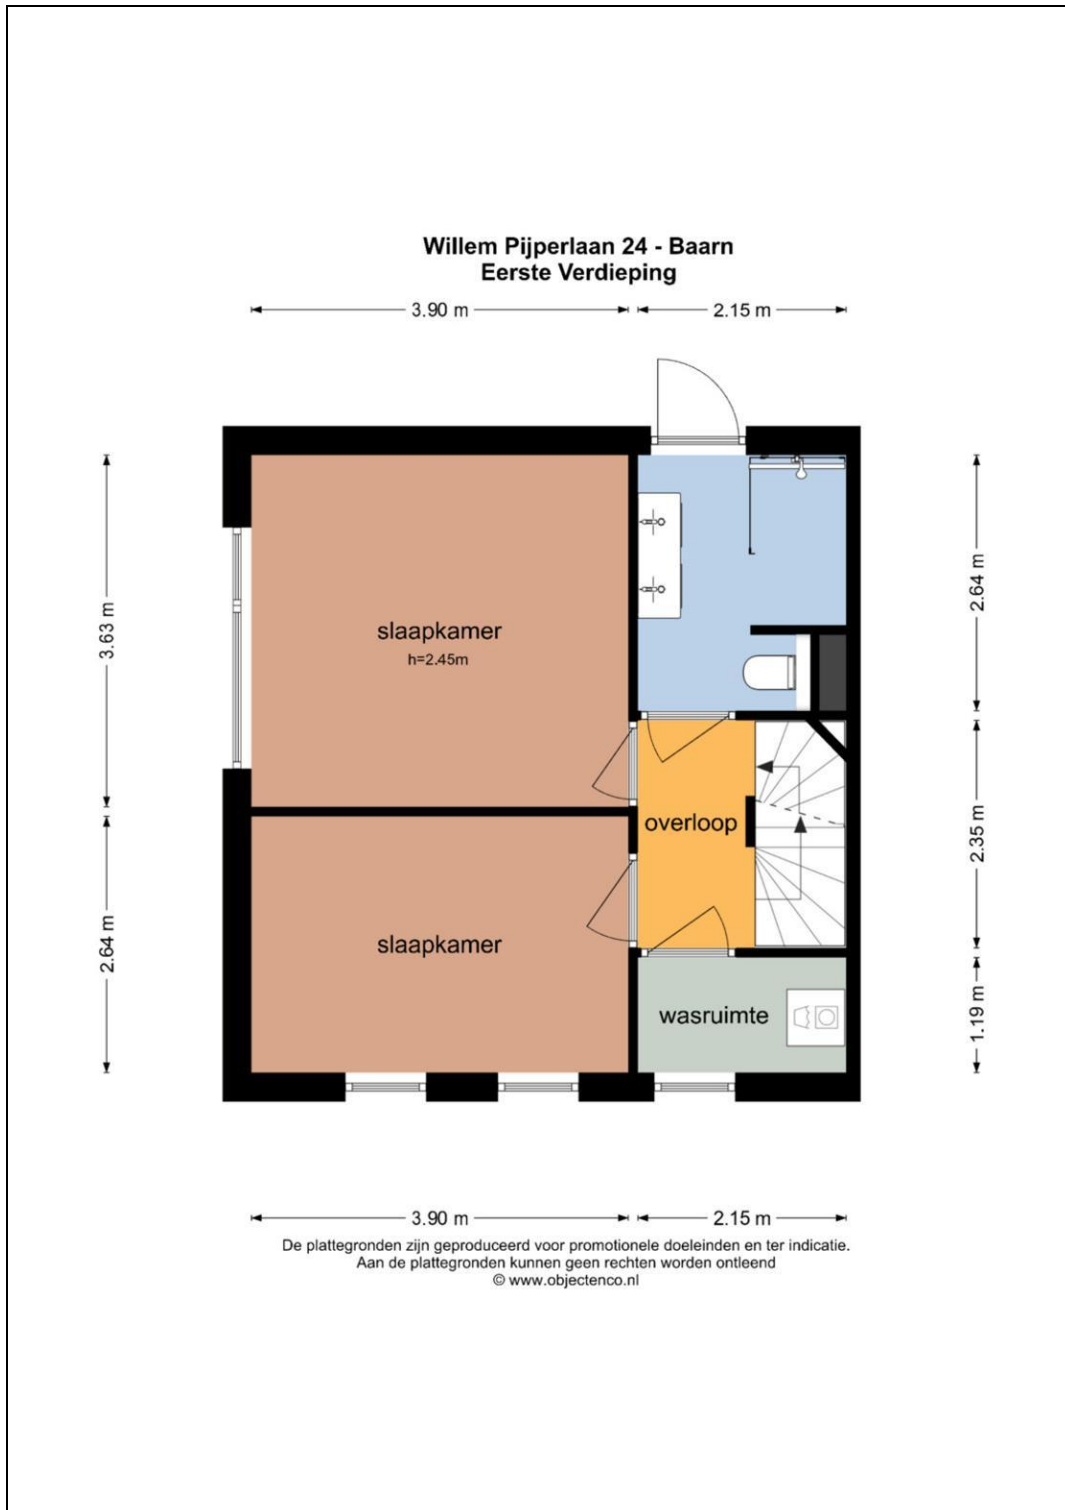 Willem Pijperlaan 24 - Baarn
Eerste Verdieping
3.90 m
2.15 m
3.63 m
2.64 m
slaapkamer
h=2.45m
overloop
2.35 m
2.64 m
slaapkamer
wasruimte
1.19 m
3.90 m
2.15 m
De plattegronden zijn geproduceerd voor promotionele doeleinden en ter indicatie.
Aan de plattegronden kunnen geen rechten worden ontleend
© www.objectenco.nl